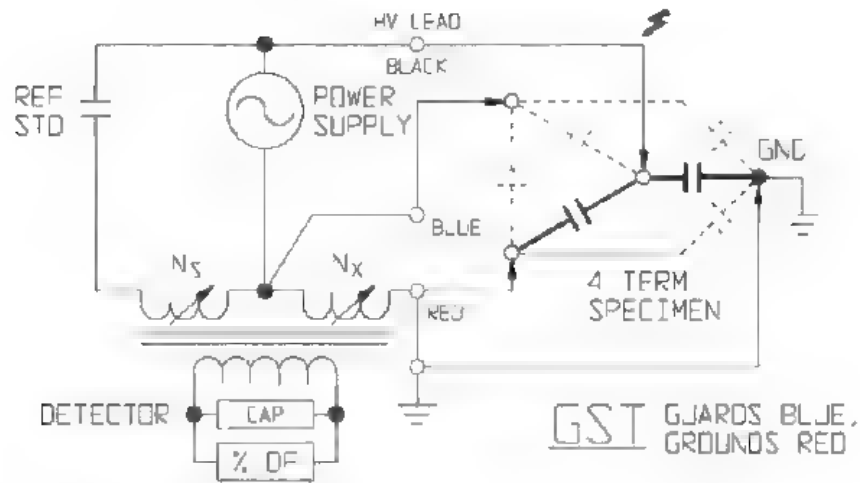 HV LEAD
BLACK
REF
STD
POWER
SUPPLY
GND
BLUE
NS
NX
RED
4 TERM
SPECIMEN
DETECTOR
CAP
% DF
GST GUARDS BLUE,
GROUNDS RED